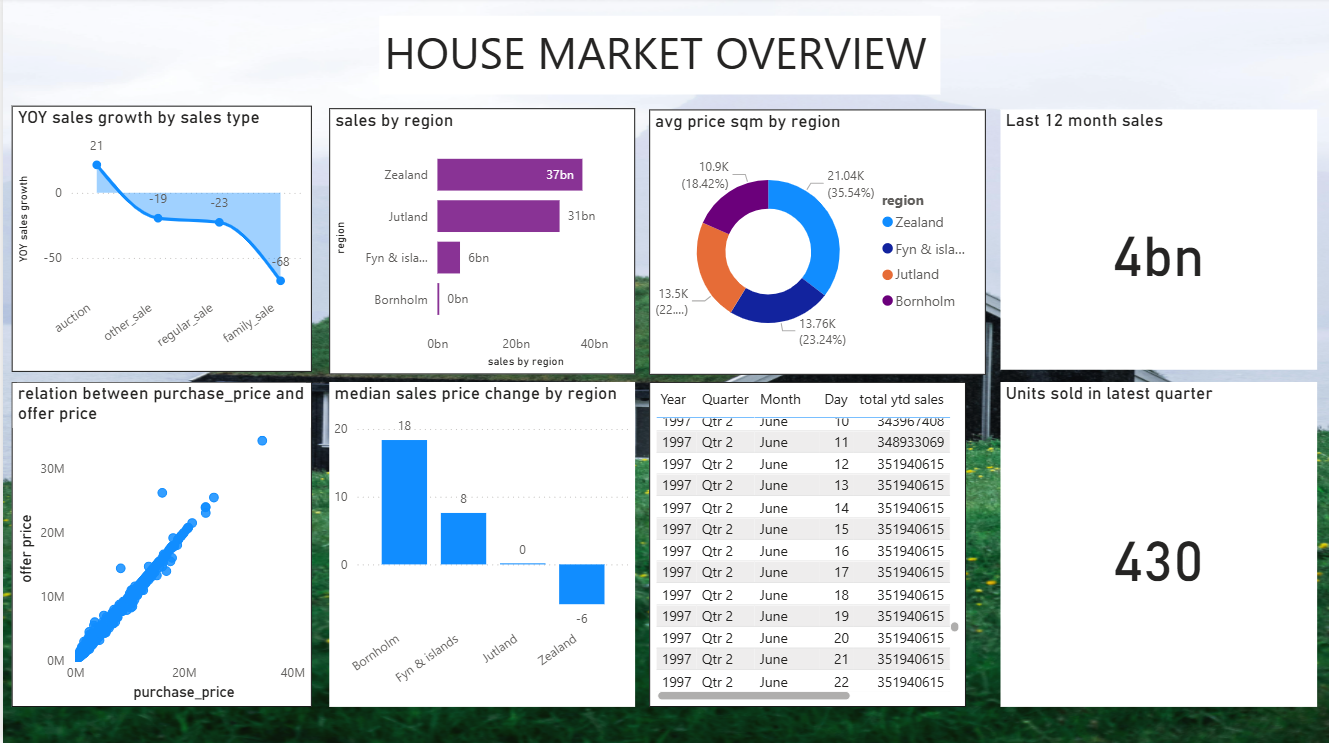 HOUSE MARKET OVERVIEW
YOY sales growth by sales type
YOY sales growth
0
-50
21
-19
-23
-68
auction
other_sale
regular_sale
family_sale
sales by region
region
Zealand
37bn
Jutland
31bn
Fyn & isla...
6bn
Bornholm
0bn
0bn 20bn 40bn
sales by region
avg price sqm by region
10.9K
(18.42%)
21.04K
(35.54%)
13.5K
(22....)
13.76K
(23.24%)
region
Zealand
Fyn & isla...
Jutland
Bornholm
Last 12 month sales
4bn
relation between purchase_price and
offer price
offer price
30M
20M
10M
0M
0M 20M 40M
purchase_price
median sales price change by region
20
10
0
18
8
0
-6
Bornholm
Fyn & islands
Jutland
Zealand
Year Quarter Month Day total ytd sales
1997 Qtr 2 June 10 343967408
1997 Qtr 2 June 11 348933069
1997 Qtr 2 June 12 351940615
1997 Qtr 2 June 13 351940615
1997 Qtr 2 June 14 351940615
1997 Qtr 2 June 15 351940615
1997 Qtr 2 June 16 351940615
1997 Qtr 2 June 17 351940615
1997 Qtr 2 June 18 351940615
1997 Qtr 2 June 19 351940615
1997 Qtr 2 June 20 351940615
1997 Qtr 2 June 21 351940615
1997 Qtr 2 June 22 351940615
Units sold in latest quarter
430